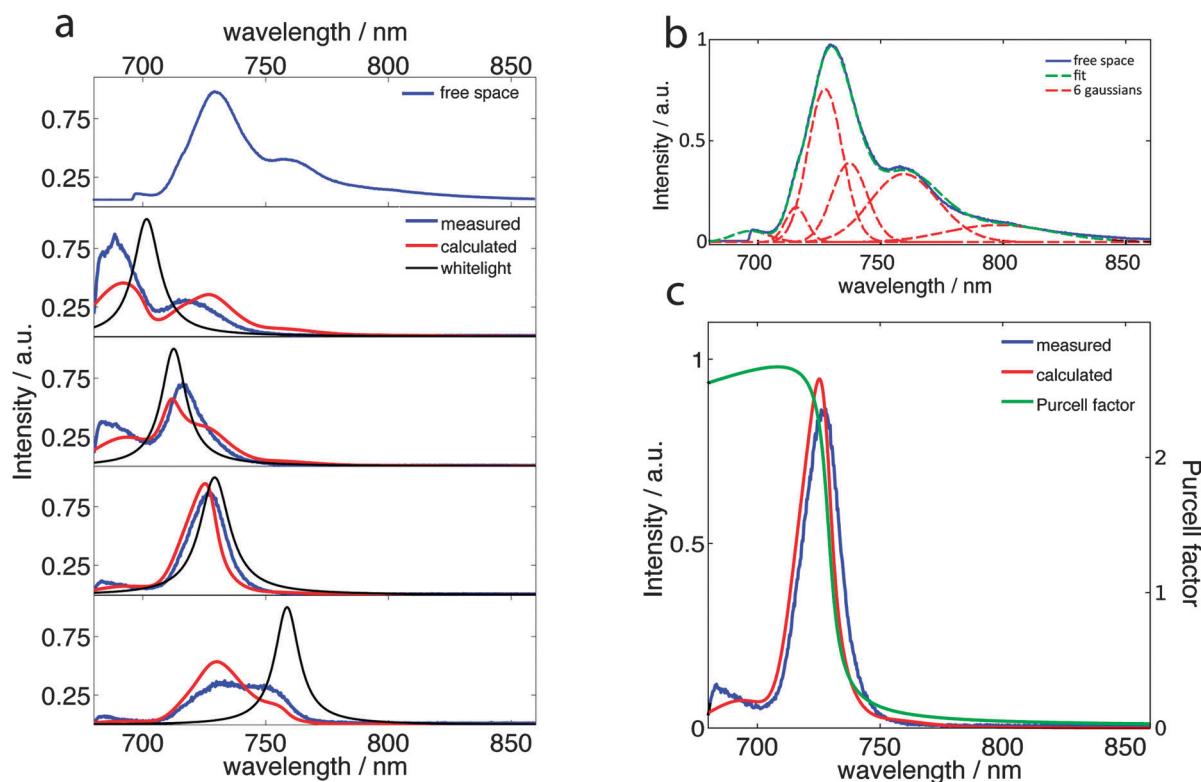 a
wavelength / nm
700 750 800 850
free space
0.75
0.25
measured
calculated
whitelight
0.75
0.25
0.75
0.25
0.75
0.25
0.75
0.25
Intensity / a.u.
700 750 800 850
wavelength / nm
b
free space
fit
6 gaussians
1
0.5
0
Intensity / a.u.
700 750 800 850
wavelength / nm
c
measured
calculated
Purcell factor
1
0.5
0
Intensity / a.u.
2
1
0
Purcell factor
700 750 800 850
wavelength / nm